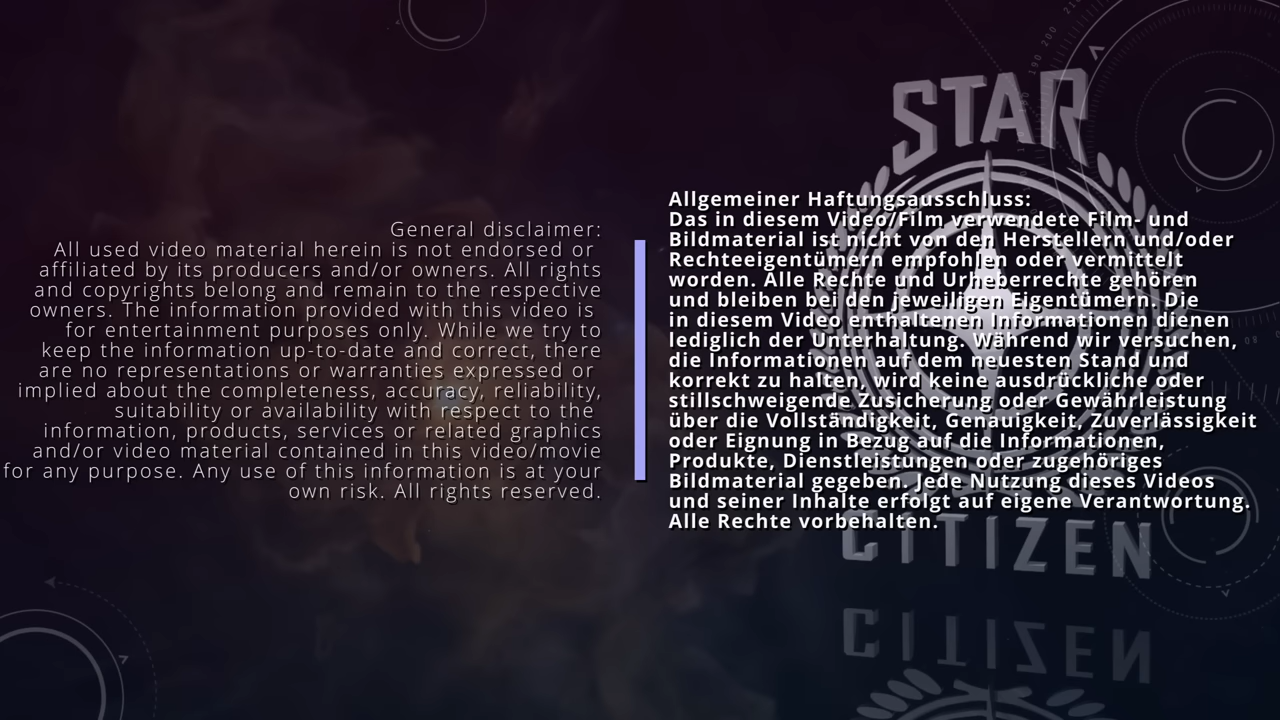 General disclaimer:
All used video material herein is not endorsed or
affiliated by its producers and/or owners. All rights
and copyrights belong and remain to the respective
owners. The information provided with this video is
for entertainment purposes only. While we try to
keep the information up-to-date and correct, there
are no representations or warranties expressed or
implied about the completeness, accuracy, reliability,
suitability or availability with respect to the
information, products, services or related graphics
and/or video material contained in this video/movie
for any purpose. Any use of this information is at your
own risk. All rights reserved.
Allgemeiner Haftungsausschluss:
Das in diesem Video/Film verwendete Film- und
Bildmaterial ist nicht von den Herstellern und/oder
Rechteeigentümern empfohlen oder vermittelt
worden. Alle Rechte und Urheberrechte gehören
und bleiben bei den jeweiligen Eigentümern. Die
in diesem Video enthaltenen Informationen dienen
lediglich der Unterhaltung. Während wir versuchen,
die Informationen auf dem neuesten Stand und
korrekt zu halten, wird keine ausdrückliche oder
stillschweigende Zusicherung oder Gewährleistung
über die Vollständigkeit, Genauigkeit, Zuverlässigkeit
oder Eignung in Bezug auf die Informationen,
Produkte, Dienstleistungen oder zugehöriges
Bildmaterial gegeben. Jede Nutzung dieses Videos
und seiner Inhalte erfolgt auf eigene Verantwortung.
Alle Rechte vorbehalten.
STAR
CITIZEN
190 200